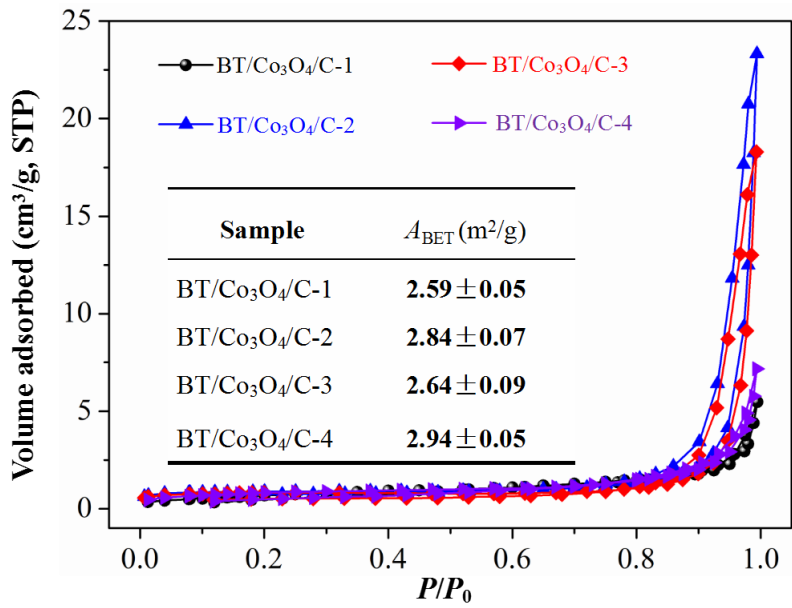 BT/Co₃O₄/C-1
BT/Co₃O₄/C-3
BT/Co₃O₄/C-2
BT/Co₃O₄/C-4
Volume adsorbed (cm³/g, STP)
25
20
15
10
5
0
Sample A_BET (m²/g)
BT/Co₃O₄/C-1 2.59±0.05
BT/Co₃O₄/C-2 2.84±0.07
BT/Co₃O₄/C-3 2.64±0.09
BT/Co₃O₄/C-4 2.94±0.05
0.0 0.2 0.4 0.6 0.8 1.0
P/P₀